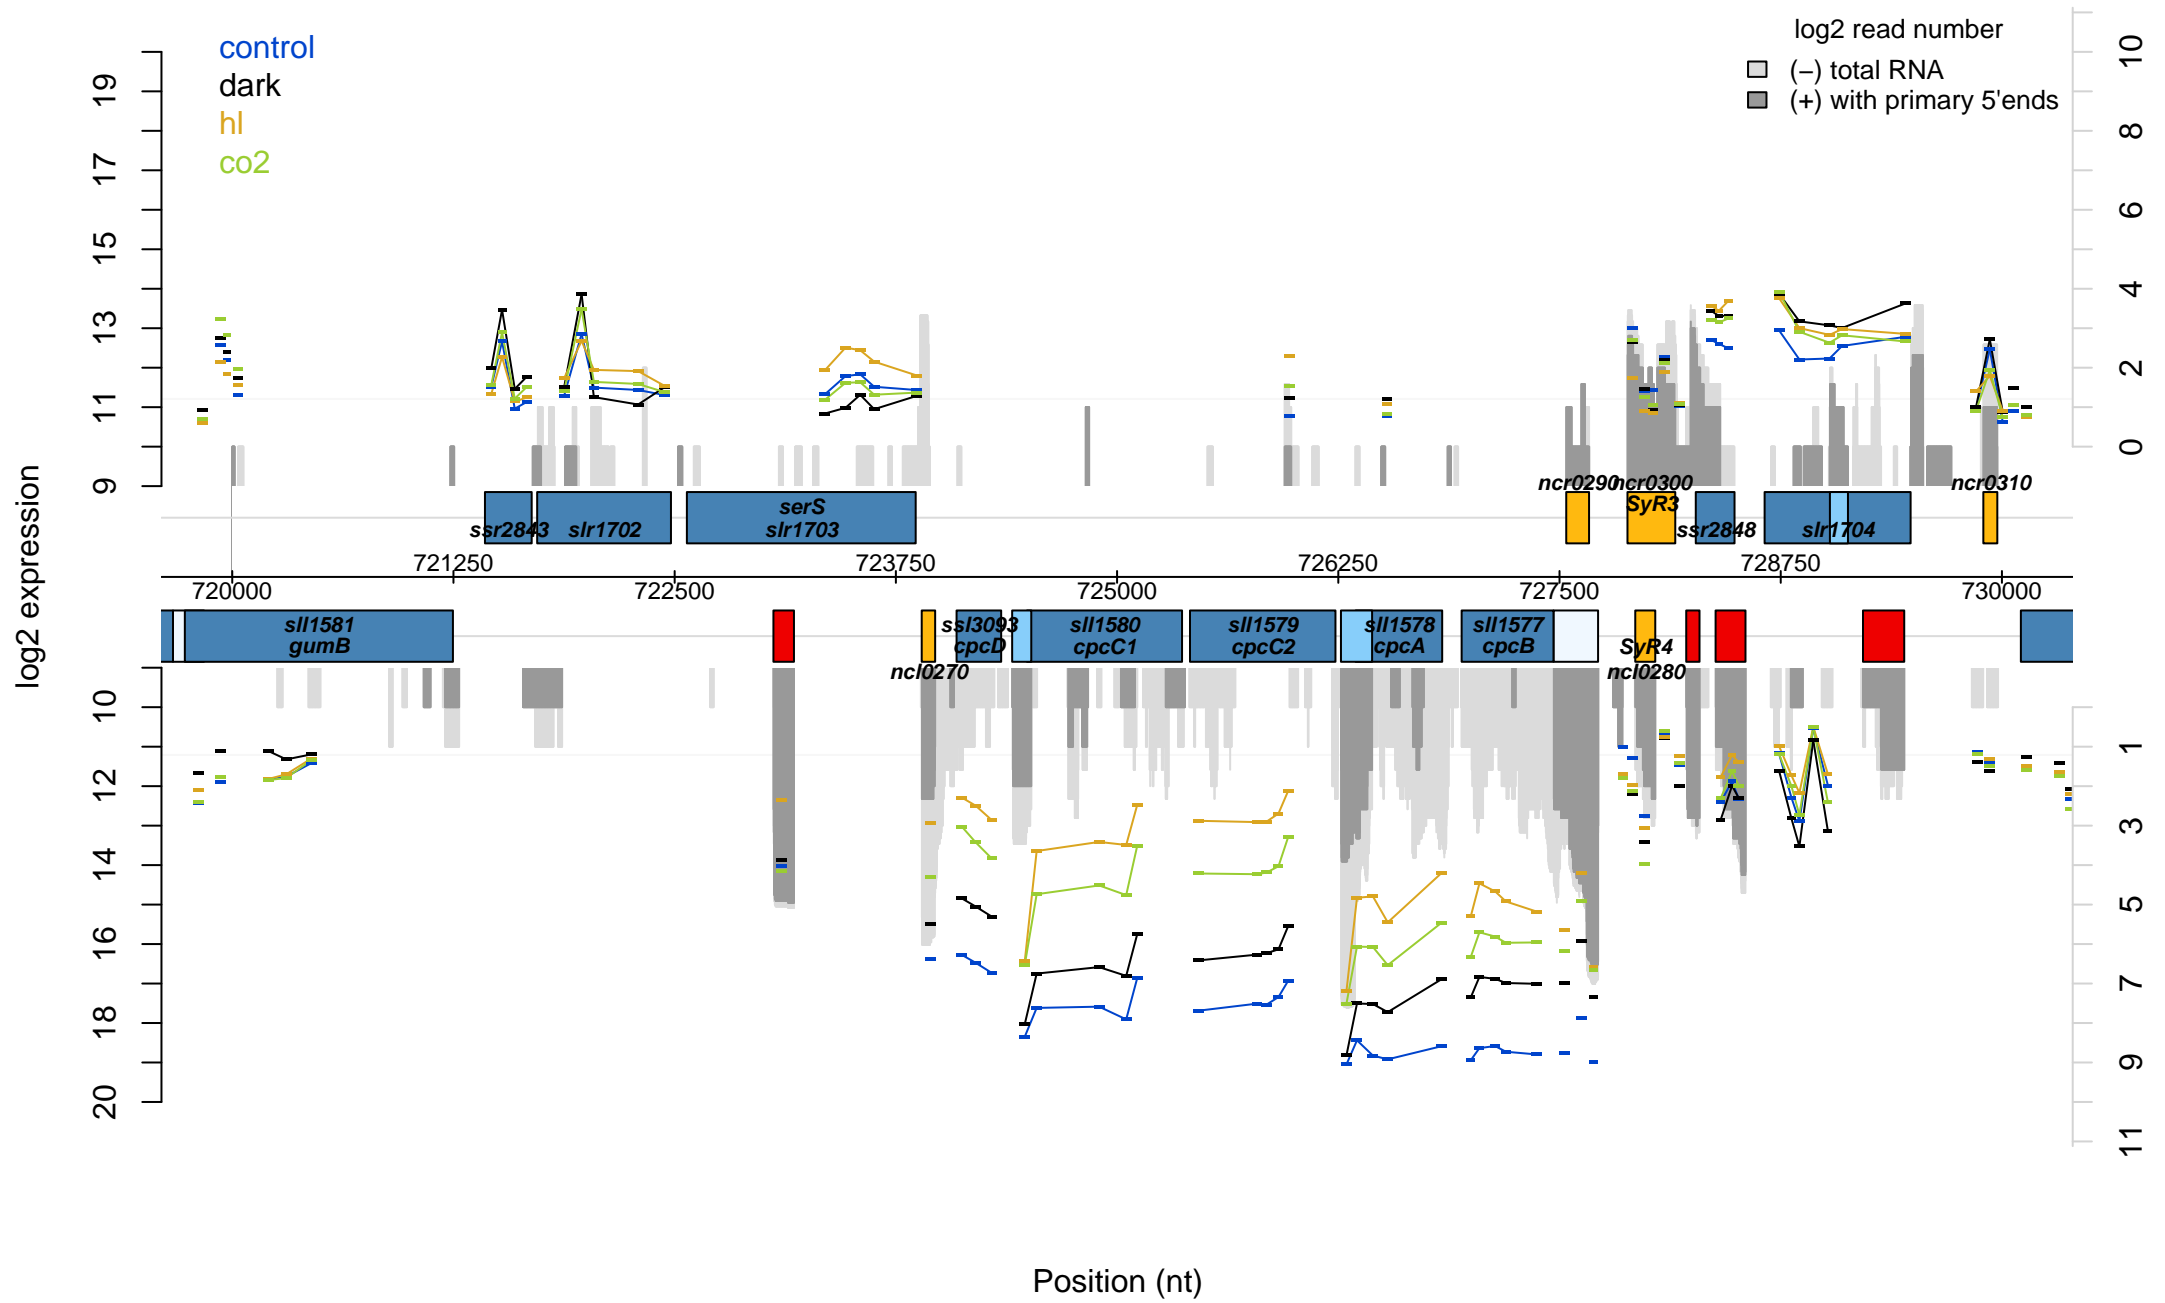 control
dark
hl
co2
log2 read number
(−) total RNA
(+) with primary 5'ends
19
17
15
13
11
9
10
8
6
4
2
0
log2 expression
ncr0290
ncr0300
SyR3
ncr0310
ssr2843
slr1702
serS
slr1703
ssr2848
slr1704
721250
723750
726250
728750
720000
722500
725000
727500
730000
sll1581
gumB
ssl3093
cpcD
sll1580
cpcC1
sll1579
cpcC2
sll1578
cpcA
sll1577
cpcB
SyR4
ncl0270
ncl0280
10
12
14
16
18
20
1
3
5
7
9
11
Position (nt)